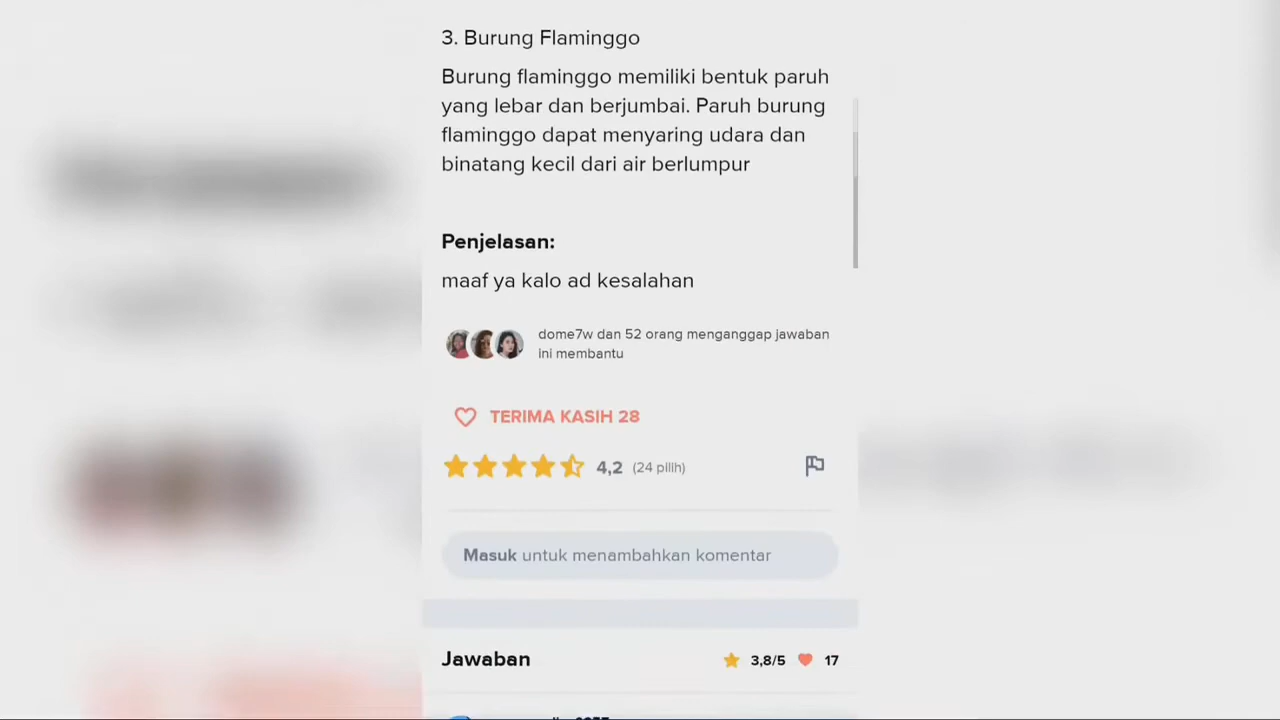 3. Burung Flaminggo
Burung flaminggo memiliki bentuk paruh
yang lebar dan berjumbai. Paruh burung
flaminggo dapat menyaring udara dan
binatang kecil dari air berlumpur
Penjelasan:
maaf ya kalo ad kesalahan
dome7w dan 52 orang menganggap jawaban
ini membantu
TERIMA KASIH 28
4,2 (24 pilih)
Masuk untuk menambahkan komentar
Jawaban 3,8/5 17